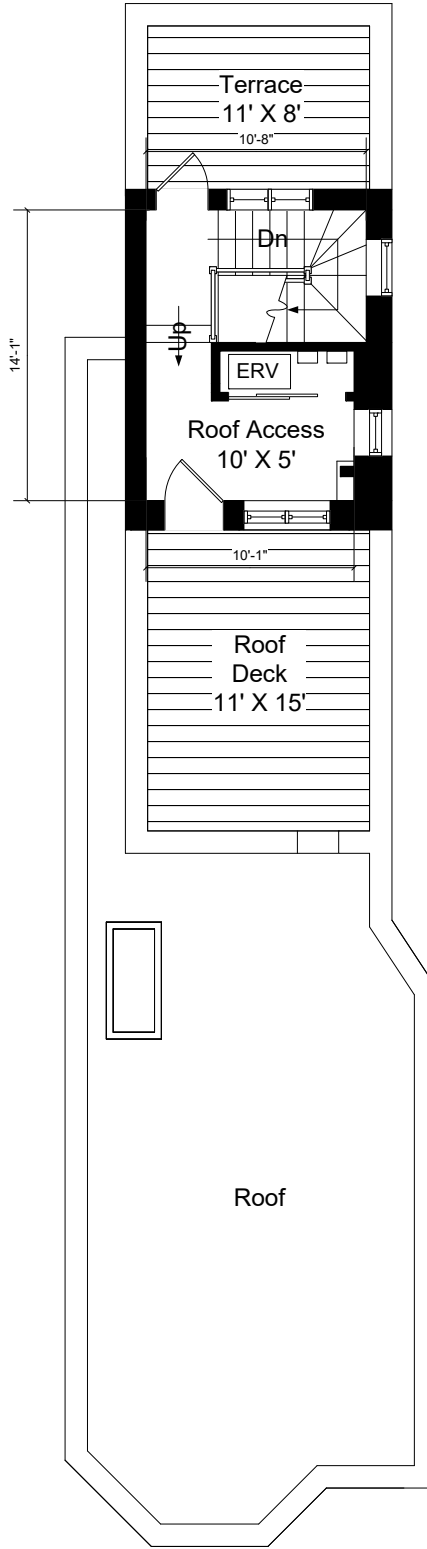 Terrace
11' X 8'
10'-8"
Dn
14'-1"
Up
ERV
Roof Access
10' X 5'
10'-1"
Roof
Deck
11' X 15'
Roof